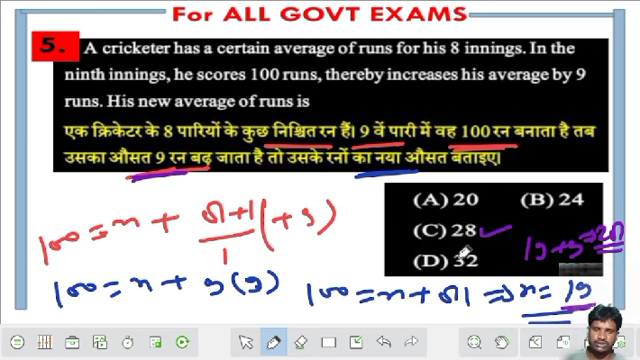 For ALL GOVT EXAMS
5. A cricketer has a certain average of runs for his 8 innings. In the
ninth innings, he scores 100 runs, thereby increases his average by 9
runs. His new average of runs is
एक क्रिकेटर के 8 पारियों के कुछ निश्चित रन हैं। 9 वें पारी में वह 100 रन बनाता है तब
उसका औसत 9 रन बढ़ जाता है तो उसके रनों का नया औसत बताइए।
(A) 20 (B) 24
(C) 28
(D) 32
100 = n + (+9)
100 = n + 9(9)
100 = n + 81 ⇒ n = 19
19+9=28